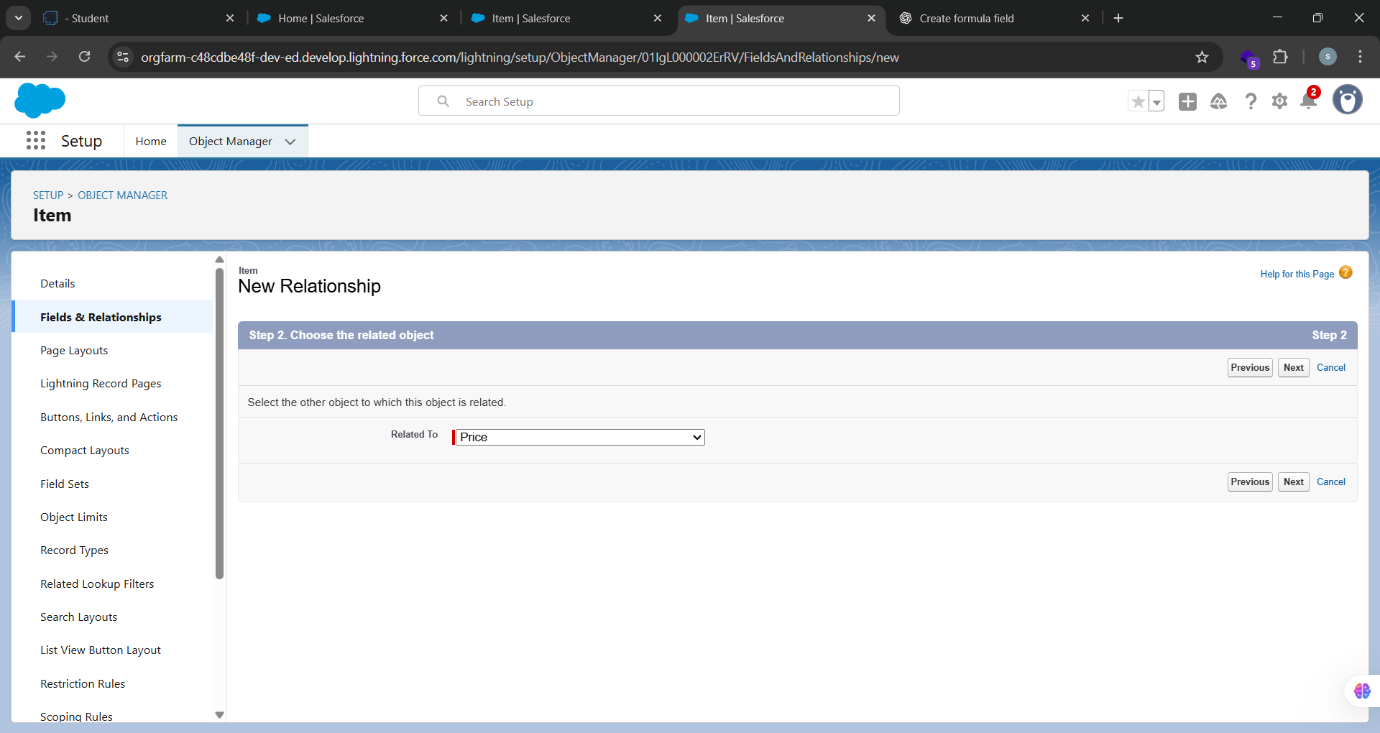 - Student
Home | Salesforce
Item | Salesforce
Item | Salesforce
Create formula field
orgfarm-c48cdbe48f-dev-ed.develop.lightning.force.com/lightning/setup/ObjectManager/01IgL000002ErRV/FieldsAndRelationships/new
S
5
Search Setup
2
Setup
Home
Object Manager
SETUP > OBJECT MANAGER
Item
Details
Fields & Relationships
Page Layouts
Lightning Record Pages
Buttons, Links, and Actions
Compact Layouts
Field Sets
Object Limits
Record Types
Related Lookup Filters
Search Layouts
List View Button Layout
Restriction Rules
Scoping Rules
Item
New Relationship
Help for this Page ?
Step 2. Choose the related object
Step 2
Previous Next Cancel
Select the other object to which this object is related.
Related To Price
Previous Next Cancel